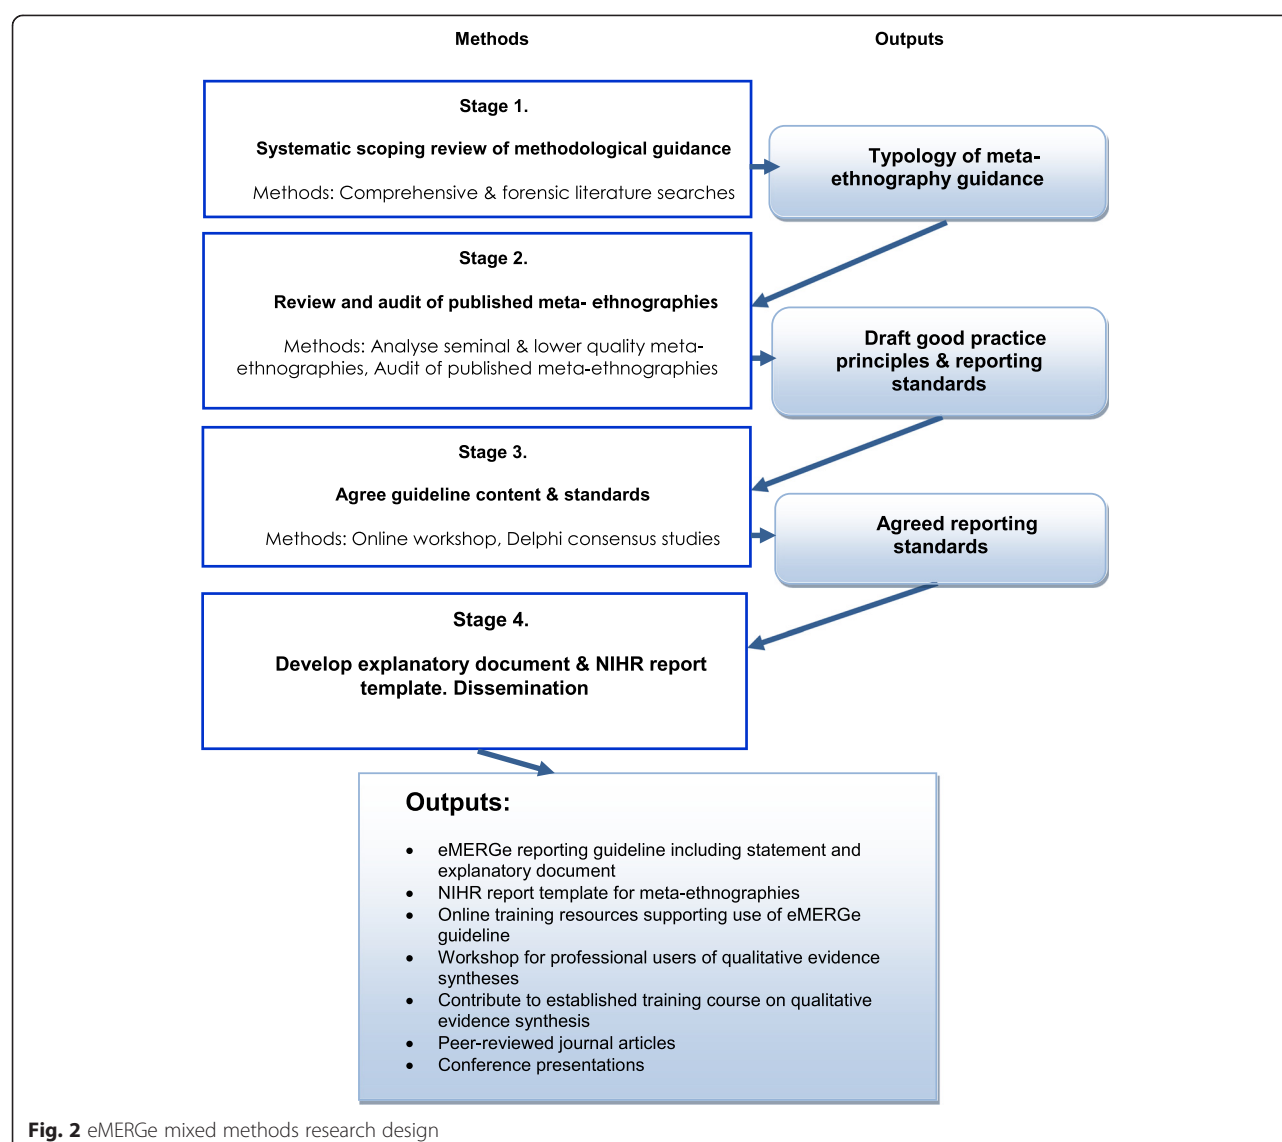 Methods
Outputs
Stage 1.
Systematic scoping review of methodological guidance
Methods: Comprehensive & forensic literature searches
Typology of meta-
ethnography guidance
Stage 2.
Review and audit of published meta- ethnographies
Methods: Analyse seminal & lower quality meta-
ethnographies, Audit of published meta-ethnographies
Draft good practice
principles & reporting
standards
Stage 3.
Agree guideline content & standards
Methods: Online workshop, Delphi consensus studies
Agreed reporting
standards
Stage 4.
Develop explanatory document & NIHR report
template. Dissemination
Outputs:
• eMERGe reporting guideline including statement and
explanatory document
• NIHR report template for meta-ethnographies
• Online training resources supporting use of eMERGe
guideline
• Workshop for professional users of qualitative evidence
syntheses
• Contribute to established training course on qualitative
evidence synthesis
• Peer-reviewed journal articles
• Conference presentations
Fig. 2 eMERGe mixed methods research design